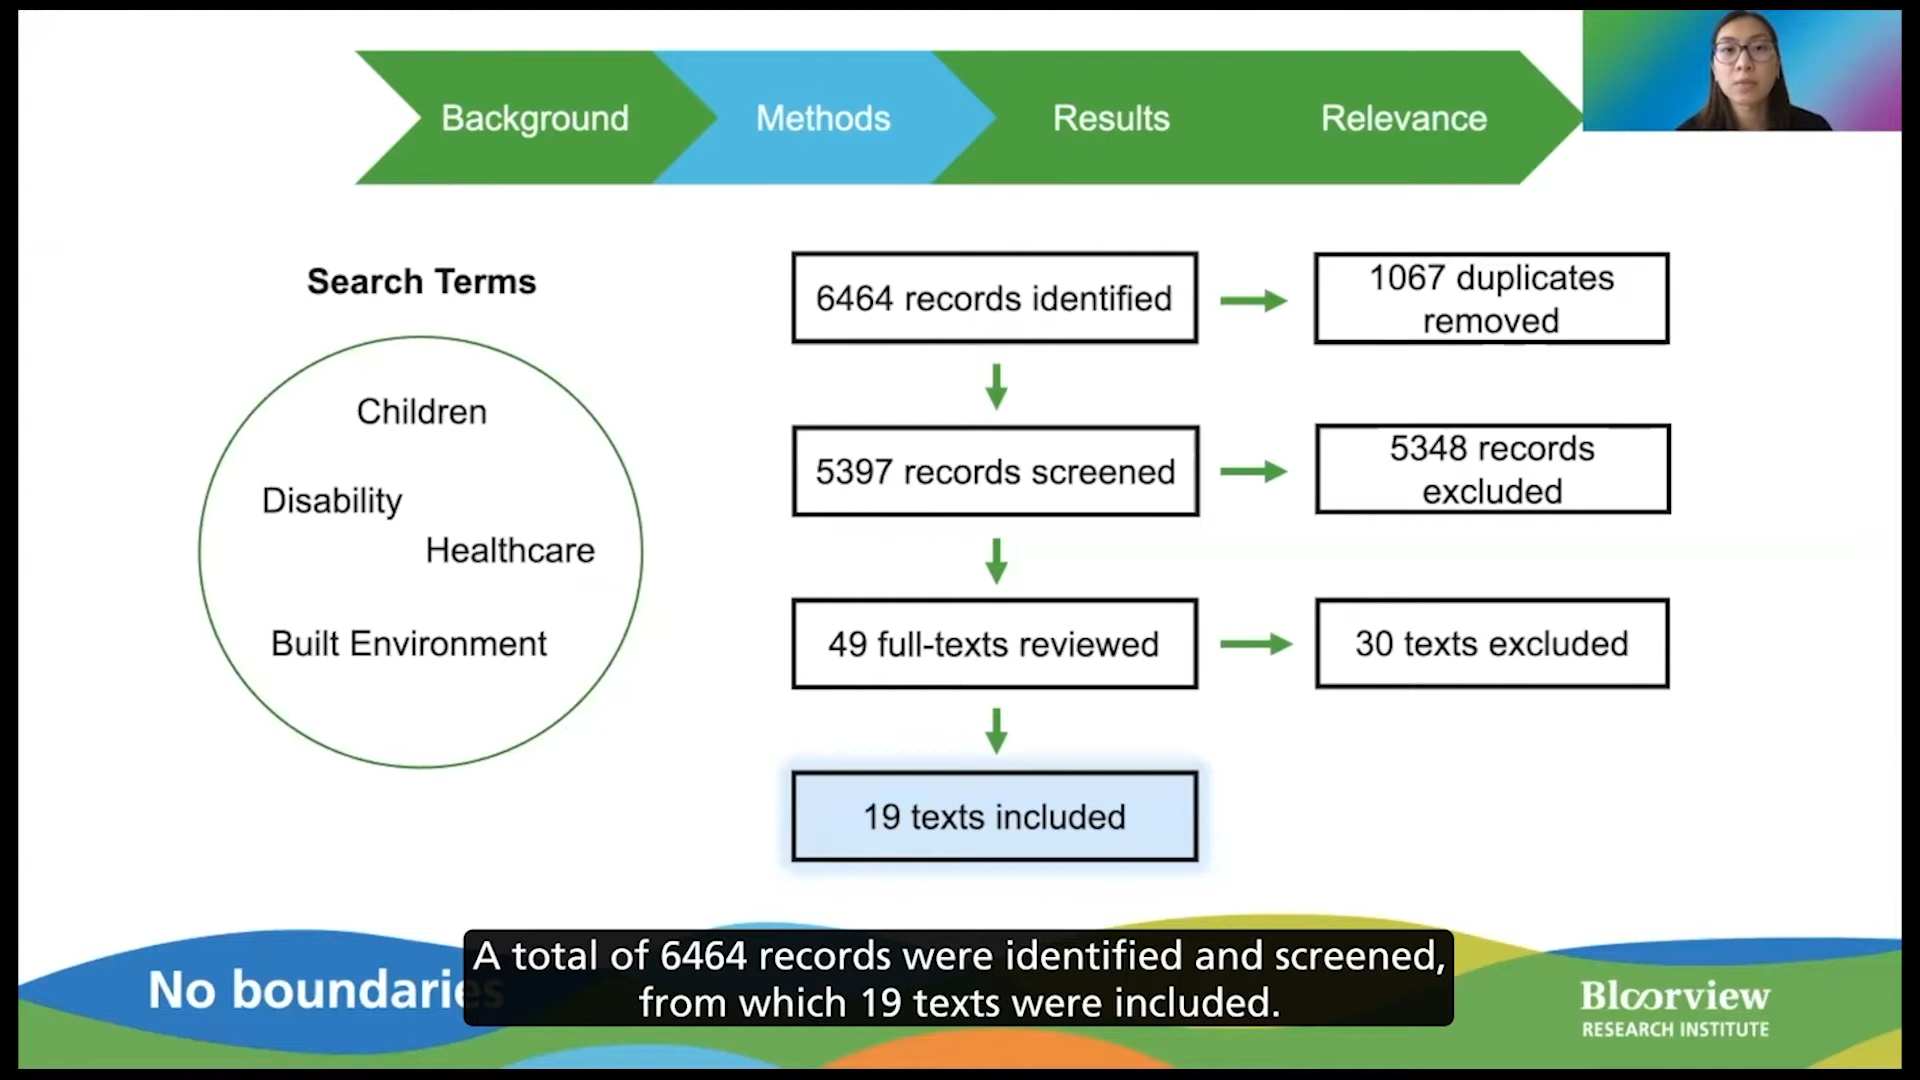 Background
Methods
Results
Relevance
Search Terms
Children
Disability
Healthcare
Built Environment
6464 records identified
1067 duplicates
removed
5397 records screened
5348 records
excluded
49 full-texts reviewed
30 texts excluded
19 texts included
No boundaries
A total of 6464 records were identified and screened,
from which 19 texts were included.
Bloorview
RESEARCH INSTITUTE